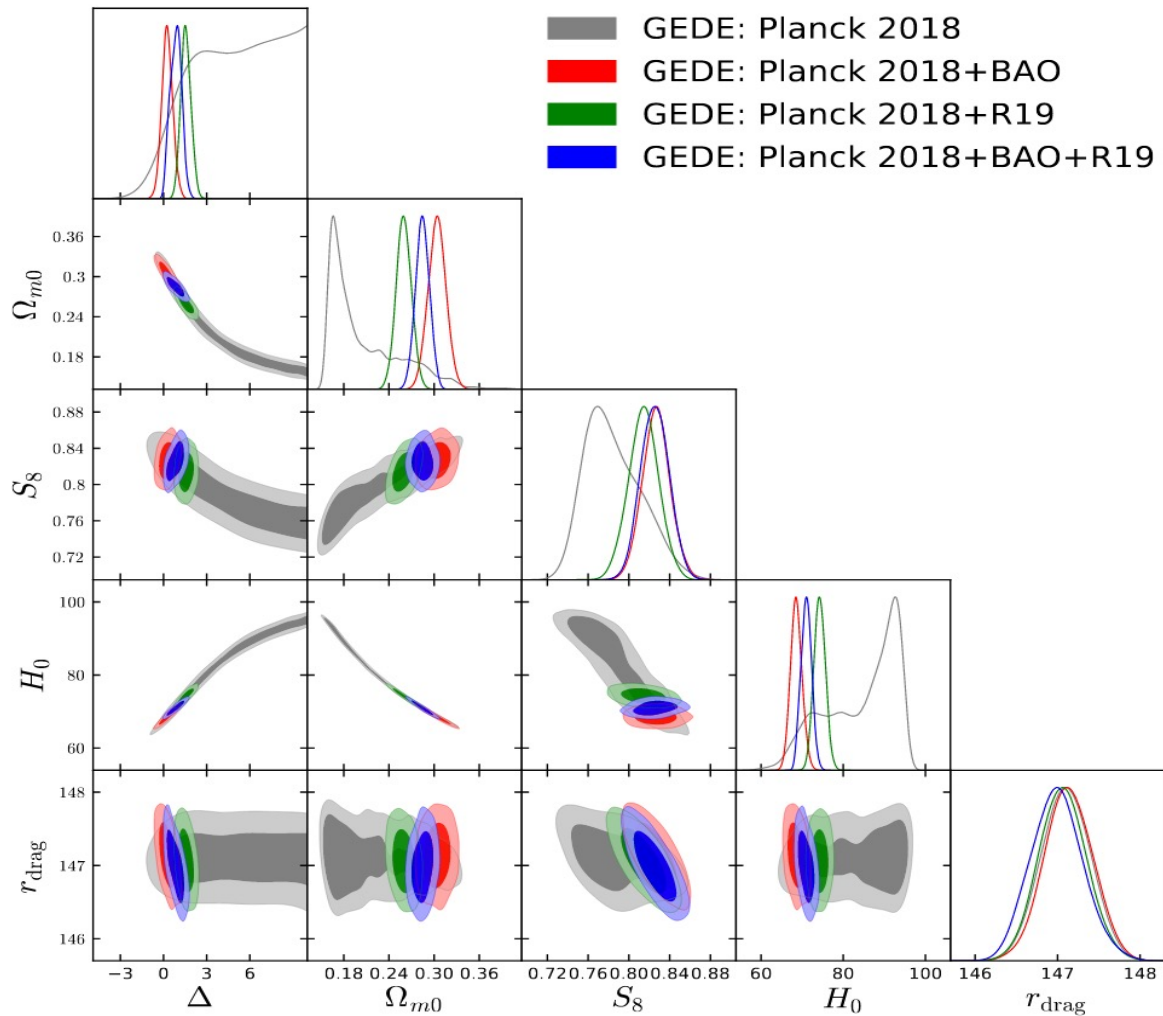 GEDE: Planck 2018
GEDE: Planck 2018+BAO
GEDE: Planck 2018+R19
GEDE: Planck 2018+BAO+R19
0.36
0.3
0.24
0.18
Ωm0
0.88
0.84
0.8
0.76
0.72
S8
100
80
60
H0
148
147
146
rdrag
−3 0 3 6
0.18 0.24 0.30 0.36
0.72 0.76 0.80 0.84 0.88
60 80 100
146 147 148
Δ Ωm0 S8 H0 rdrag